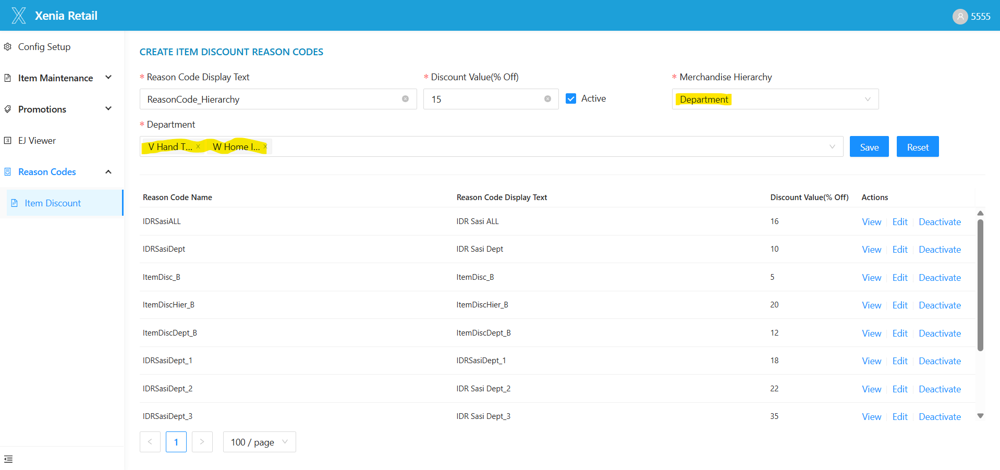 Xenia Retail
5555
Config Setup
Item Maintenance
Promotions
EJ Viewer
Reason Codes
Item Discount
CREATE ITEM DISCOUNT REASON CODES
* Reason Code Display Text
* Discount Value(% Off)
* Merchandise Hierarchy
ReasonCode_Hierarchy
15
Active
Department
* Department
V Hand T... × W Home I... ×
Save
Reset
Reason Code Name Reason Code Display Text Discount Value(% Off) Actions
IDRSasiALL IDR Sasi ALL 16 View Edit Deactivate
IDRSasiDept IDR Sasi Dept 10 View Edit Deactivate
ItemDisc_B ItemDisc_B 5 View Edit Deactivate
ItemDiscHier_B ItemDiscHier_B 20 View Edit Deactivate
ItemDiscDept_B ItemDiscDept_B 12 View Edit Deactivate
IDRSasiDept_1 IDRSasiDept_1 18 View Edit Deactivate
IDRSasiDept_2 IDR Sasi Dept_2 22 View Edit Deactivate
IDRSasiDept_3 IDR Sasi Dept_3 35 View Edit Deactivate
< 1 > 100 / page